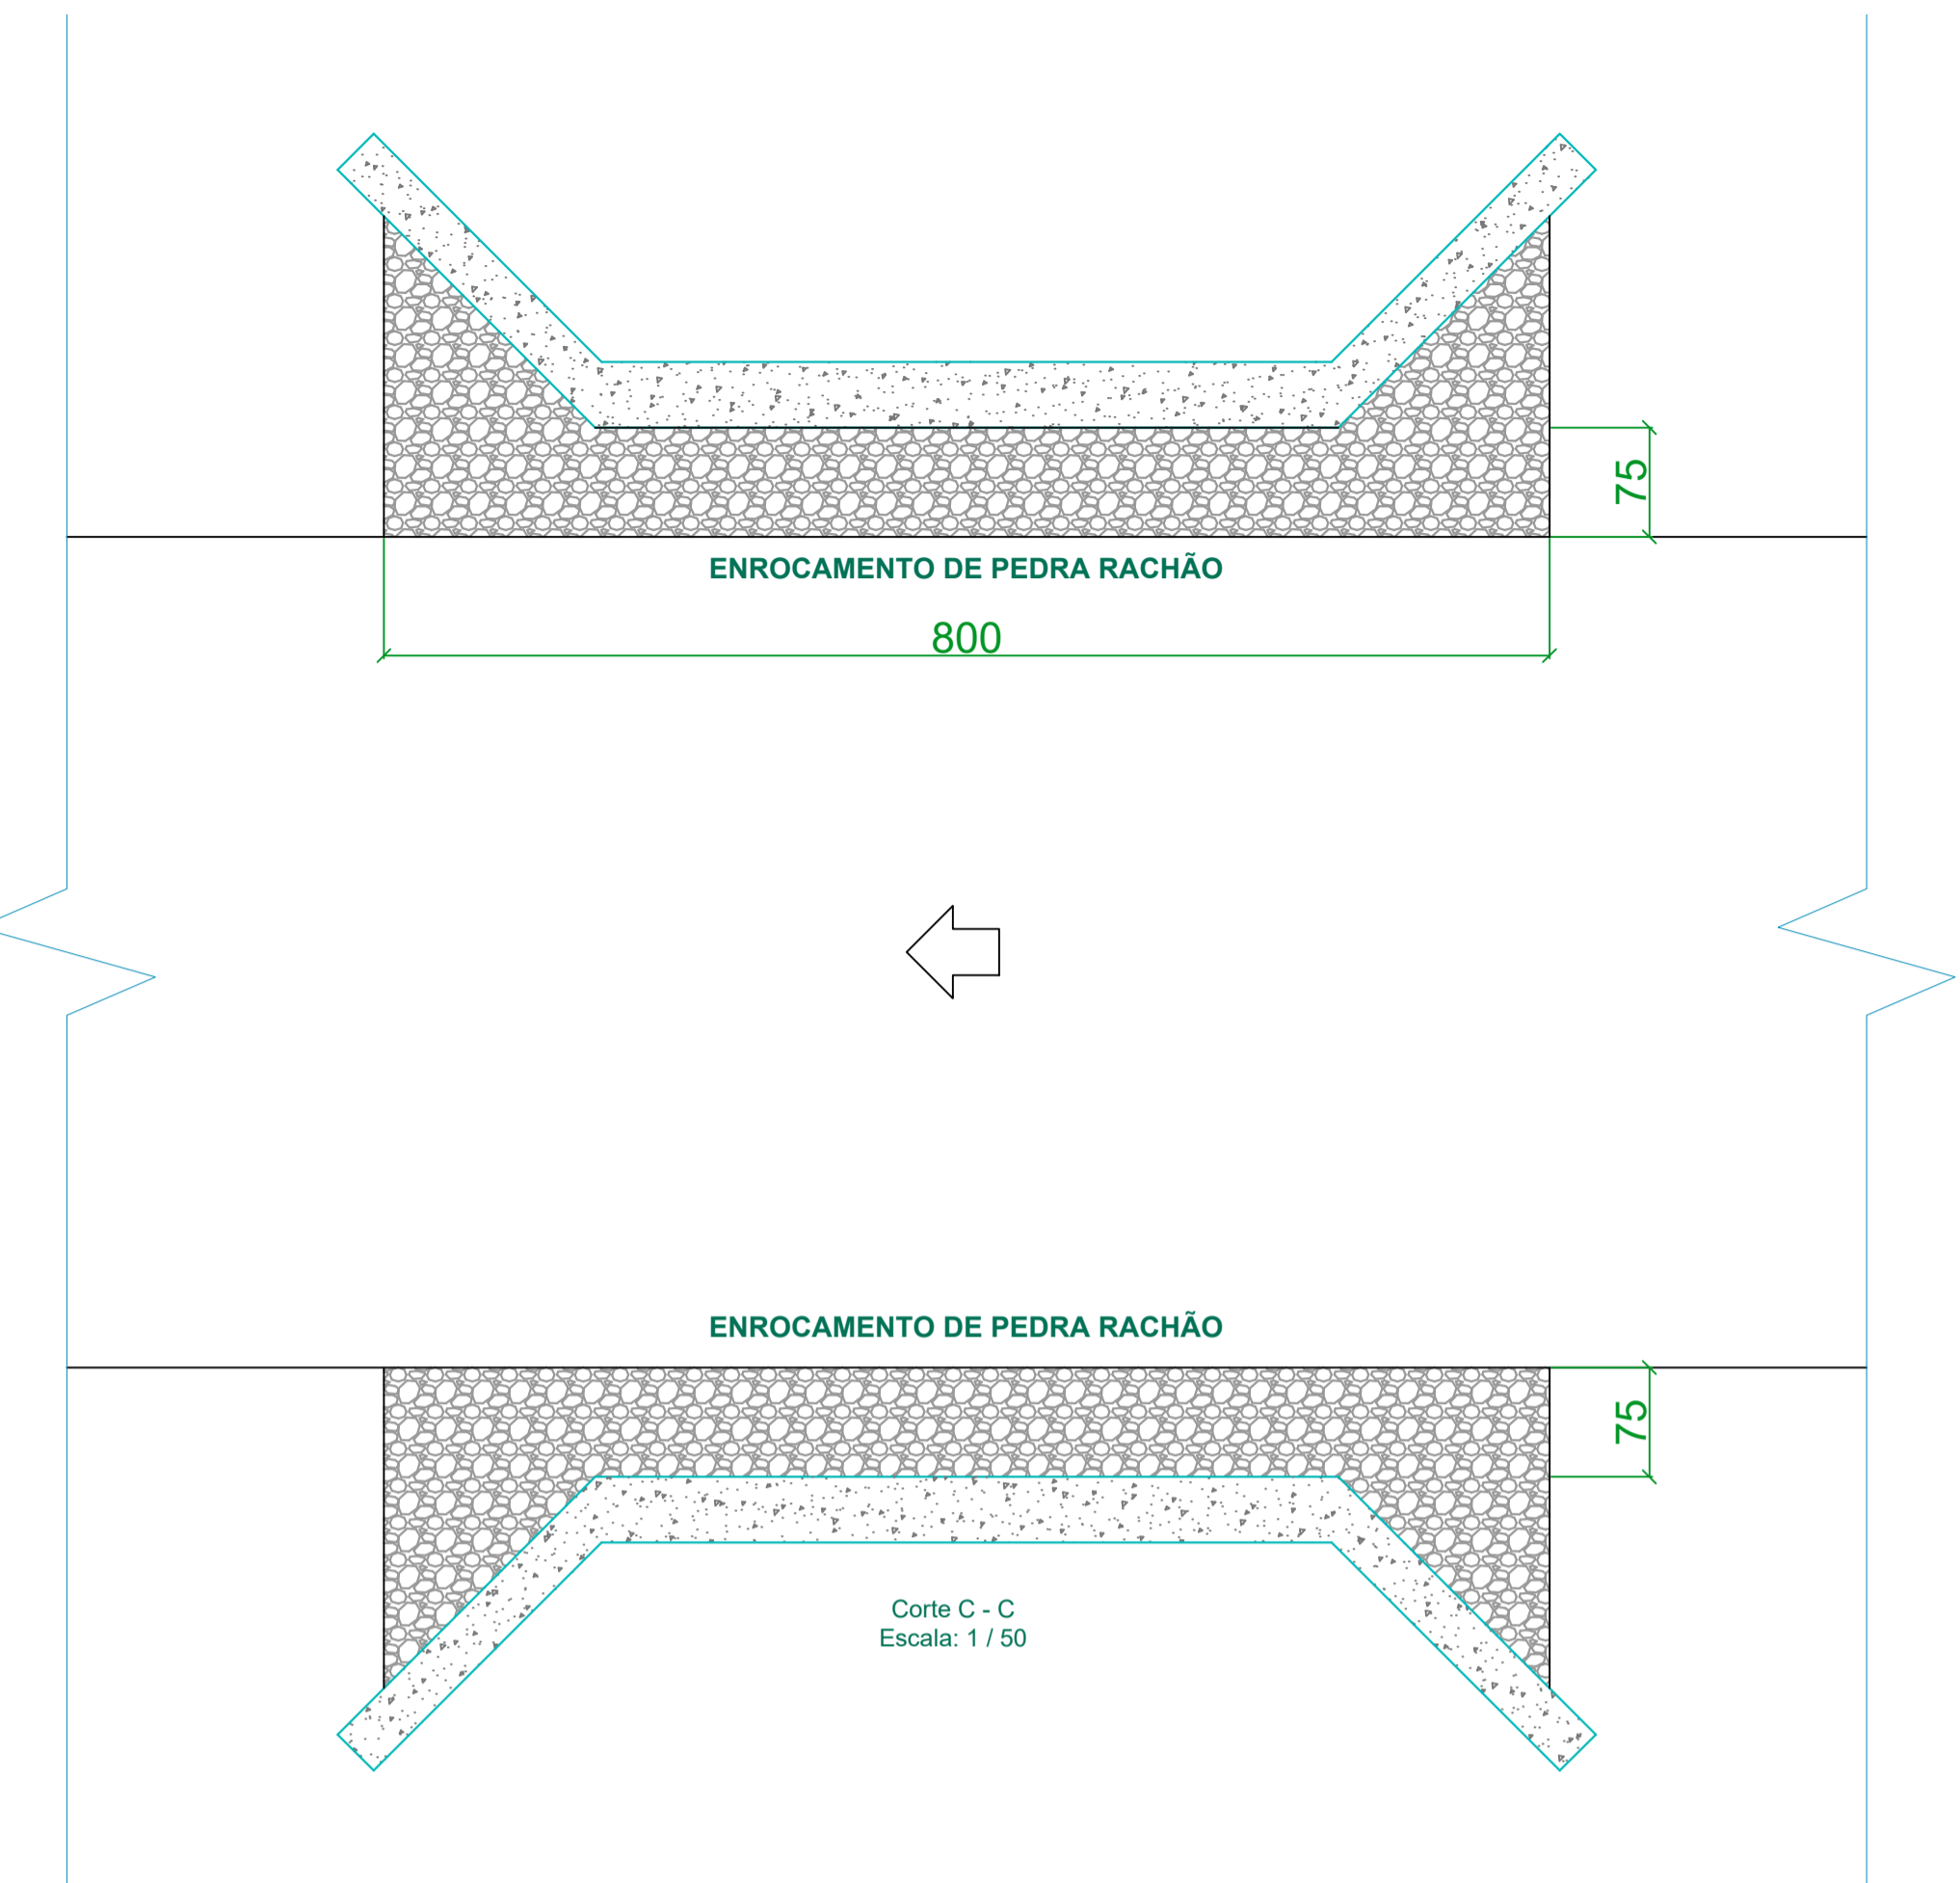 75
ENROCAMENTO DE PEDRA RACHÃO
800
ENROCAMENTO DE PEDRA RACHÃO
75
Corte C - C
Escala: 1 / 50